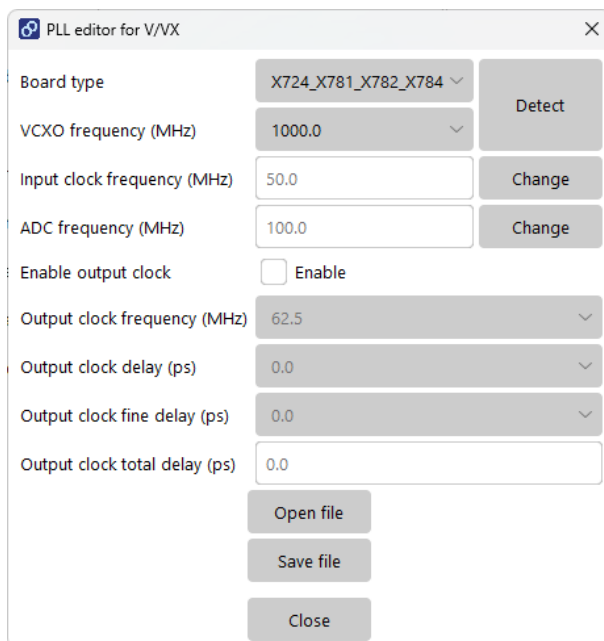 PLL editor for V/VX
Board type X724_X781_X782_X784
Detect
VCXO frequency (MHz) 1000.0
Input clock frequency (MHz) 50.0 Change
ADC frequency (MHz) 100.0 Change
Enable output clock Enable
Output clock frequency (MHz) 62.5
Output clock delay (ps) 0.0
Output clock fine delay (ps) 0.0
Output clock total delay (ps) 0.0
Open file
Save file
Close